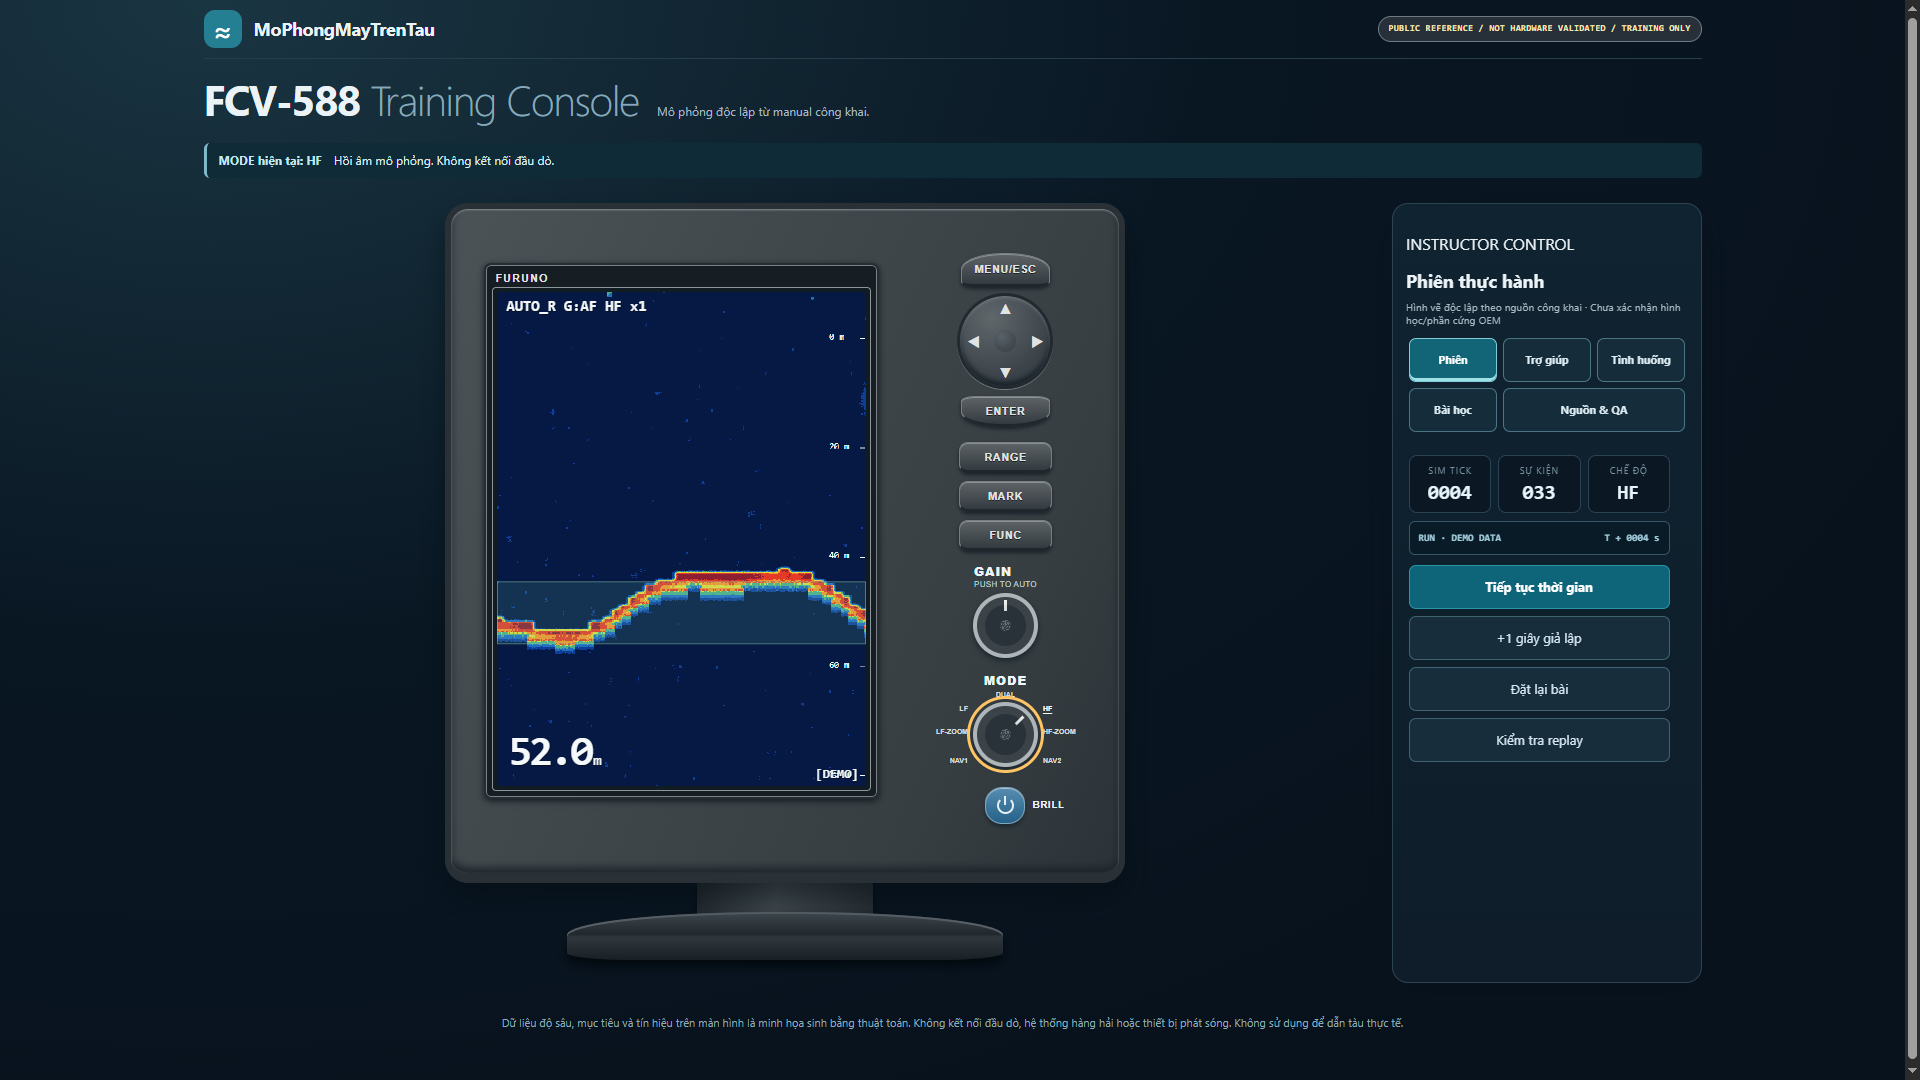 ≈ MoPhongMayTrenTau
PUBLIC REFERENCE / NOT HARDWARE VALIDATED / TRAINING ONLY
FCV-588 Training Console Mô phỏng độc lập từ manual công khai.
MODE hiện tại: HF Hồi âm mô phỏng. Không kết nối đầu dò.
FURUNO
AUTO_R G:AF HF x1
0 m
20 m
40 m
60 m
52.0m
[DEMO]
MENU/ESC
ENTER
RANGE
MARK
FUNC
GAIN
PUSH TO AUTO
MODE
DUAL
LF
HF
LF-ZOOM
HF-ZOOM
NAV1
NAV2
BRILL
INSTRUCTOR CONTROL
Phiên thực hành
Hình vẽ độc lập theo nguồn công khai · Chưa xác nhận hình
học/phần cứng OEM
Phiên
Trợ giúp
Tình huống
Bài học
Nguồn & QA
SIM TICK
0004
SỰ KIỆN
033
CHẾ ĐỘ
HF
RUN · DEMO DATA
T + 0004 s
Tiếp tục thời gian
+1 giây giả lập
Đặt lại bài
Kiểm tra replay
Dữ liệu độ sâu, mục tiêu và tín hiệu trên màn hình là minh họa sinh bằng thuật toán. Không kết nối đầu dò, hệ thống hàng hải hoặc thiết bị phát sóng. Không sử dụng để dẫn tàu thực tế.